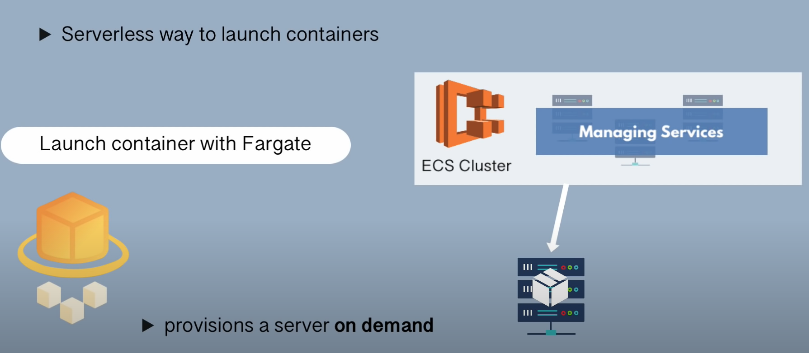 Serverless way to launch containers
Launch container with Fargate
Managing Services
ECS Cluster
provisions a server on demand